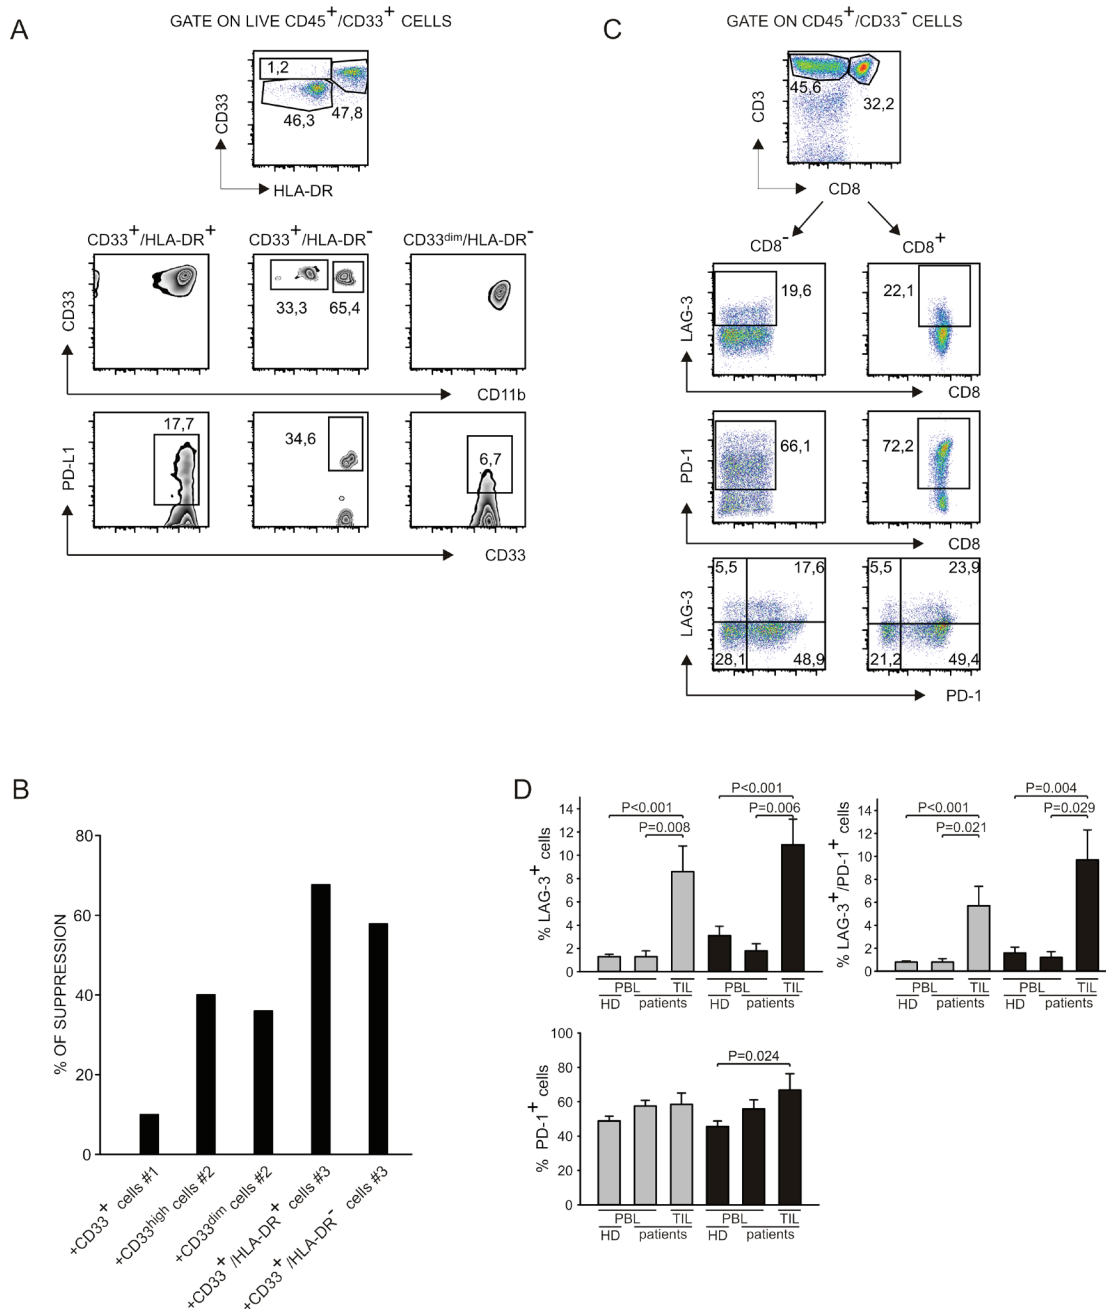 A
GATE ON LIVE CD45+/CD33+ CELLS
1,2
46,3
47,8
CD33
HLA-DR
CD33+/HLA-DR+
CD33+/HLA-DR-
CD33dim/HLA-DR-
CD33
33,3
65,4
CD11b
PD-L1
17,7
34,6
6,7
CD33
C
GATE ON CD45+/CD33- CELLS
CD3
45,6
32,2
CD8
CD8-
CD8+
LAG-3
19,6
22,1
CD8
PD-1
66,1
72,2
CD8
LAG-3
5,5
17,6
28,1
48,9
5,5
23,9
21,2
49,4
PD-1
B
% OF SUPPRESSION
80
60
40
20
0
+CD33+ cells #1
+CD33high cells #2
+CD33dim cells #2
+CD33+/HLA-DR+ cells #3
+CD33+/HLA-DR- cells #3
D
% LAG-3+ cells
14
12
10
8
6
4
2
0
P<0.001
P=0.008
P<0.001
P=0.006
PBL TIL PBL TIL
HD patients HD patients
% LAG-3+/PD-1+ cells
14
12
10
8
6
4
2
0
P<0.001
P=0.021
P=0.004
P=0.029
PBL TIL PBL TIL
HD patients HD patients
% PD-1+ cells
100
80
60
40
20
0
P=0.024
PBL TIL PBL TIL
HD patients HD patients